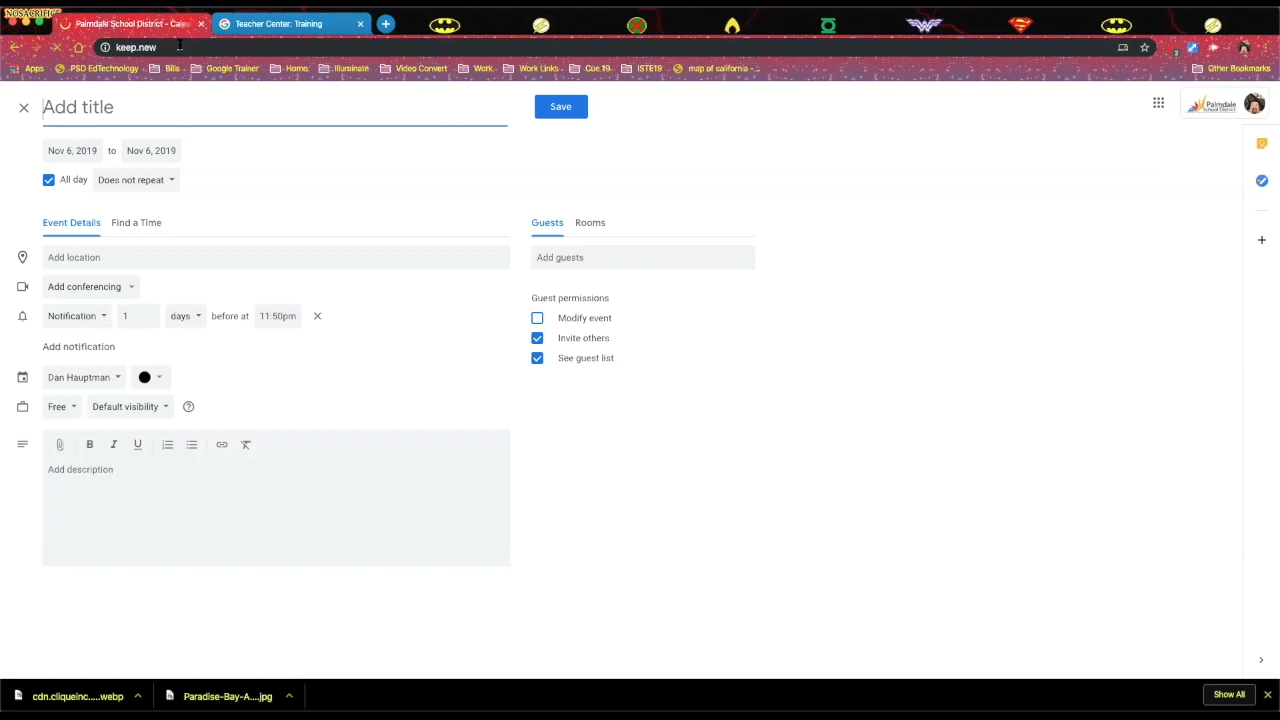 NOSACRIFICE
Palmdale School District - Cale
Teacher Center: Training
keep.new
Apps
PSD EdTechnology
Bills
Google Trainer
Home
Illuminate
Video Convert
Work
Work Links
Cue 19
ISTE19
map of california -...
Other Bookmarks
Add title
Save
Palmdale
School District
Nov 6, 2019 to Nov 6, 2019
All day Does not repeat
Event Details Find a Time
Guests Rooms
Add location
Add guests
Add conferencing
Guest permissions
Notification 1 days before at 11:50pm
Modify event
Invite others
Add notification
See guest list
Dan Hauptman
Free Default visibility
B I U
Add description
cdn.cliqueinc.....webp
Paradise-Bay-A....jpg
Show All